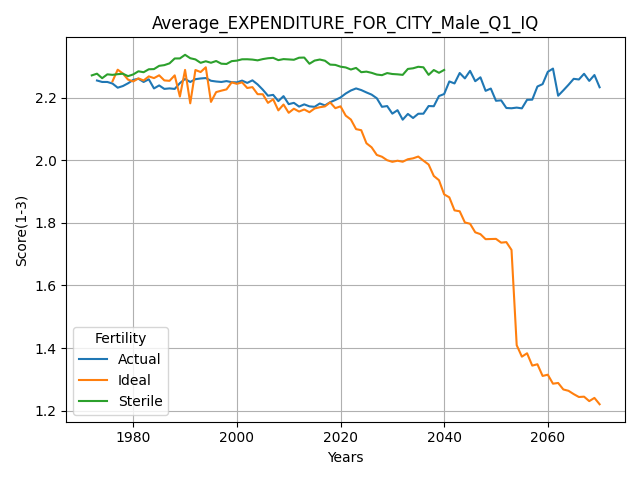 Average_EXPENDITURE_FOR_CITY_Male_Q1_IQ
Score(1-3)
2.2
2.0
1.8
1.6
1.4
1.2
Fertility
Actual
Ideal
Sterile
1980
2000
2020
2040
2060
Years